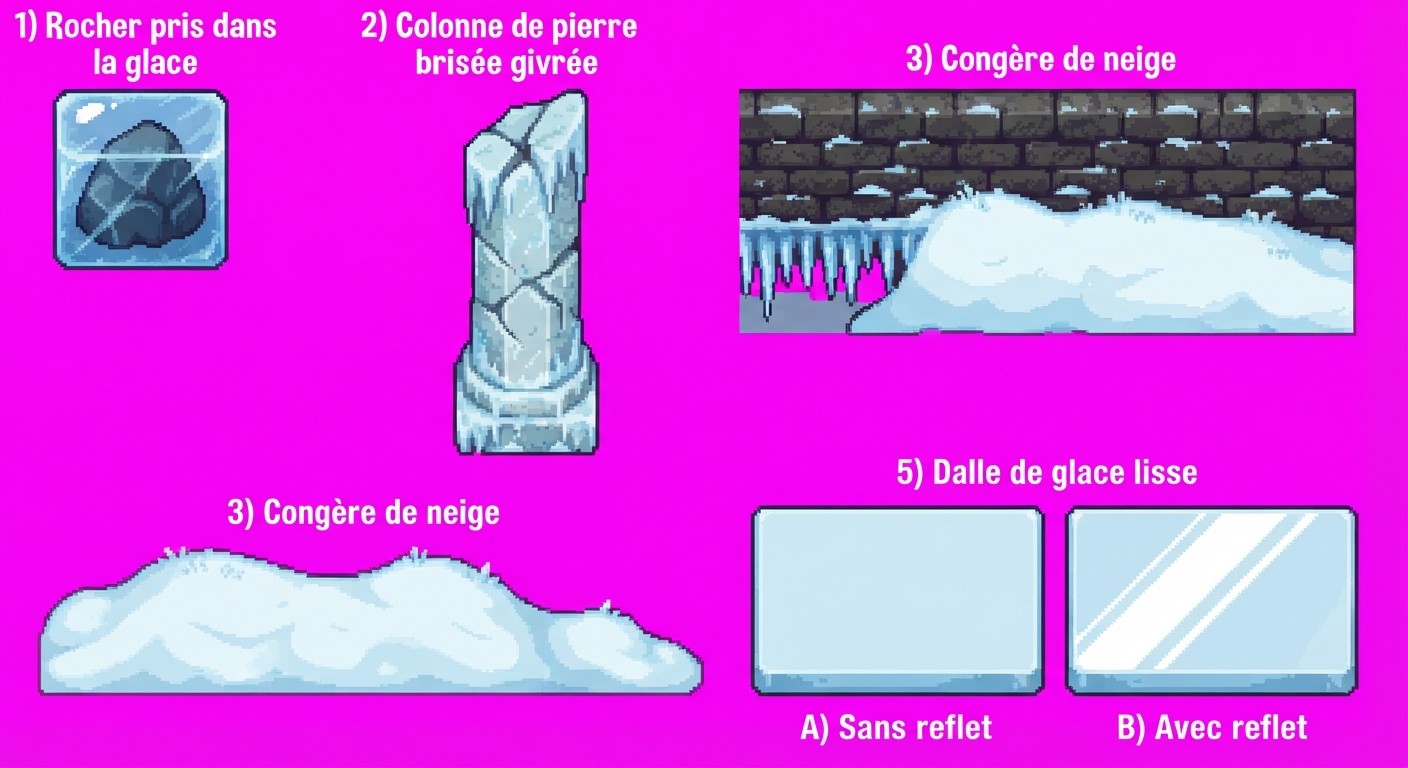 1) Rocher pris dans
la glace
2) Colonne de pierre
brisée givrée
3) Congère de neige
3) Congère de neige
5) Dalle de glace lisse
A) Sans reflet
B) Avec reflet